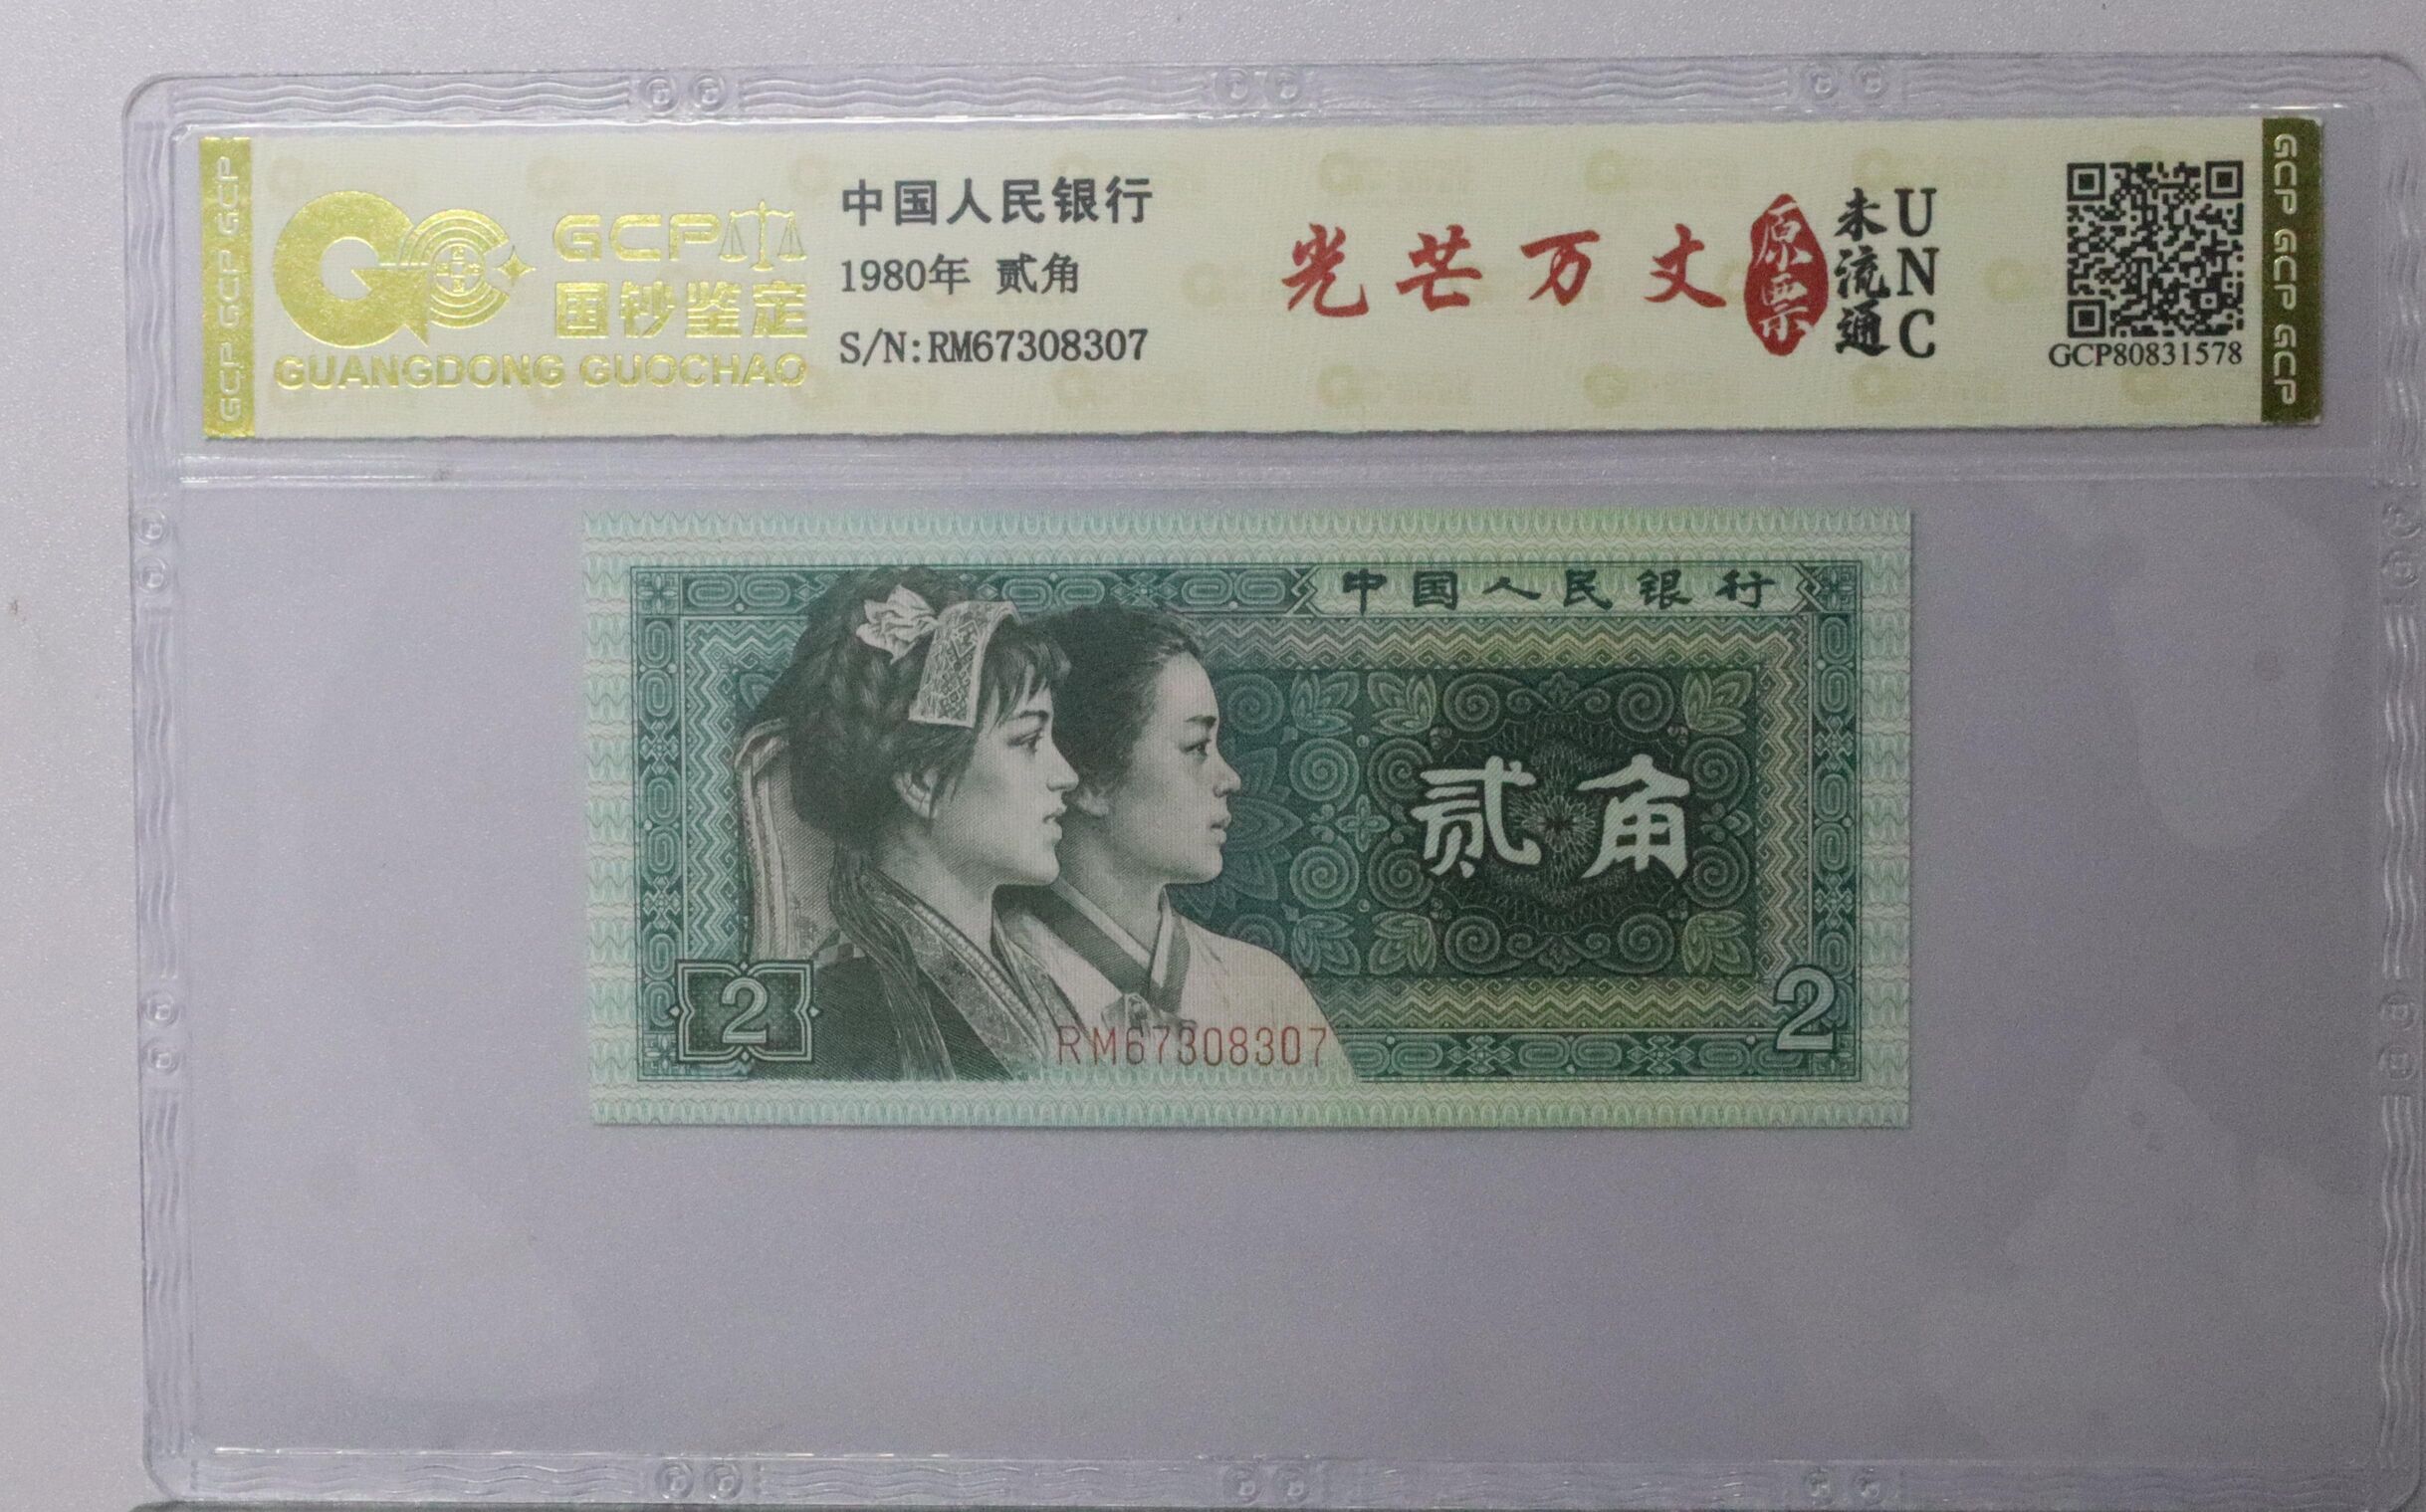 GCP GCP GCP
GCP
国钞鉴定
GUANGDONG GUOCHAO
中国人民银行
1980年 贰角
S/N:RM67308307
光芒万丈
原票
未流通
UNC
GCP80831578
GCP GCP GCP
中国人民银行
贰角
2
RM67308307
2